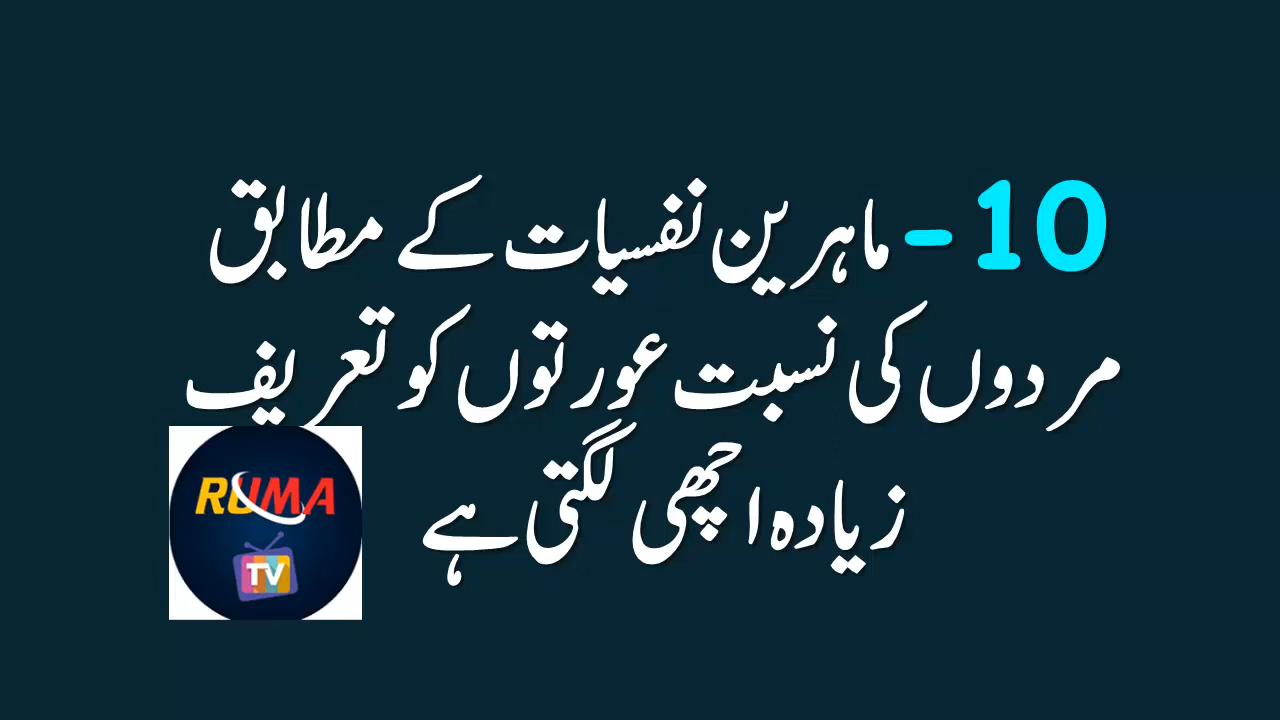 10- ماہرین نفسیات کے مطابق
مردوں کی نسبت عورتوں کو تعریف
زیادہ اچھی لگتی ہے
RUMA
TV